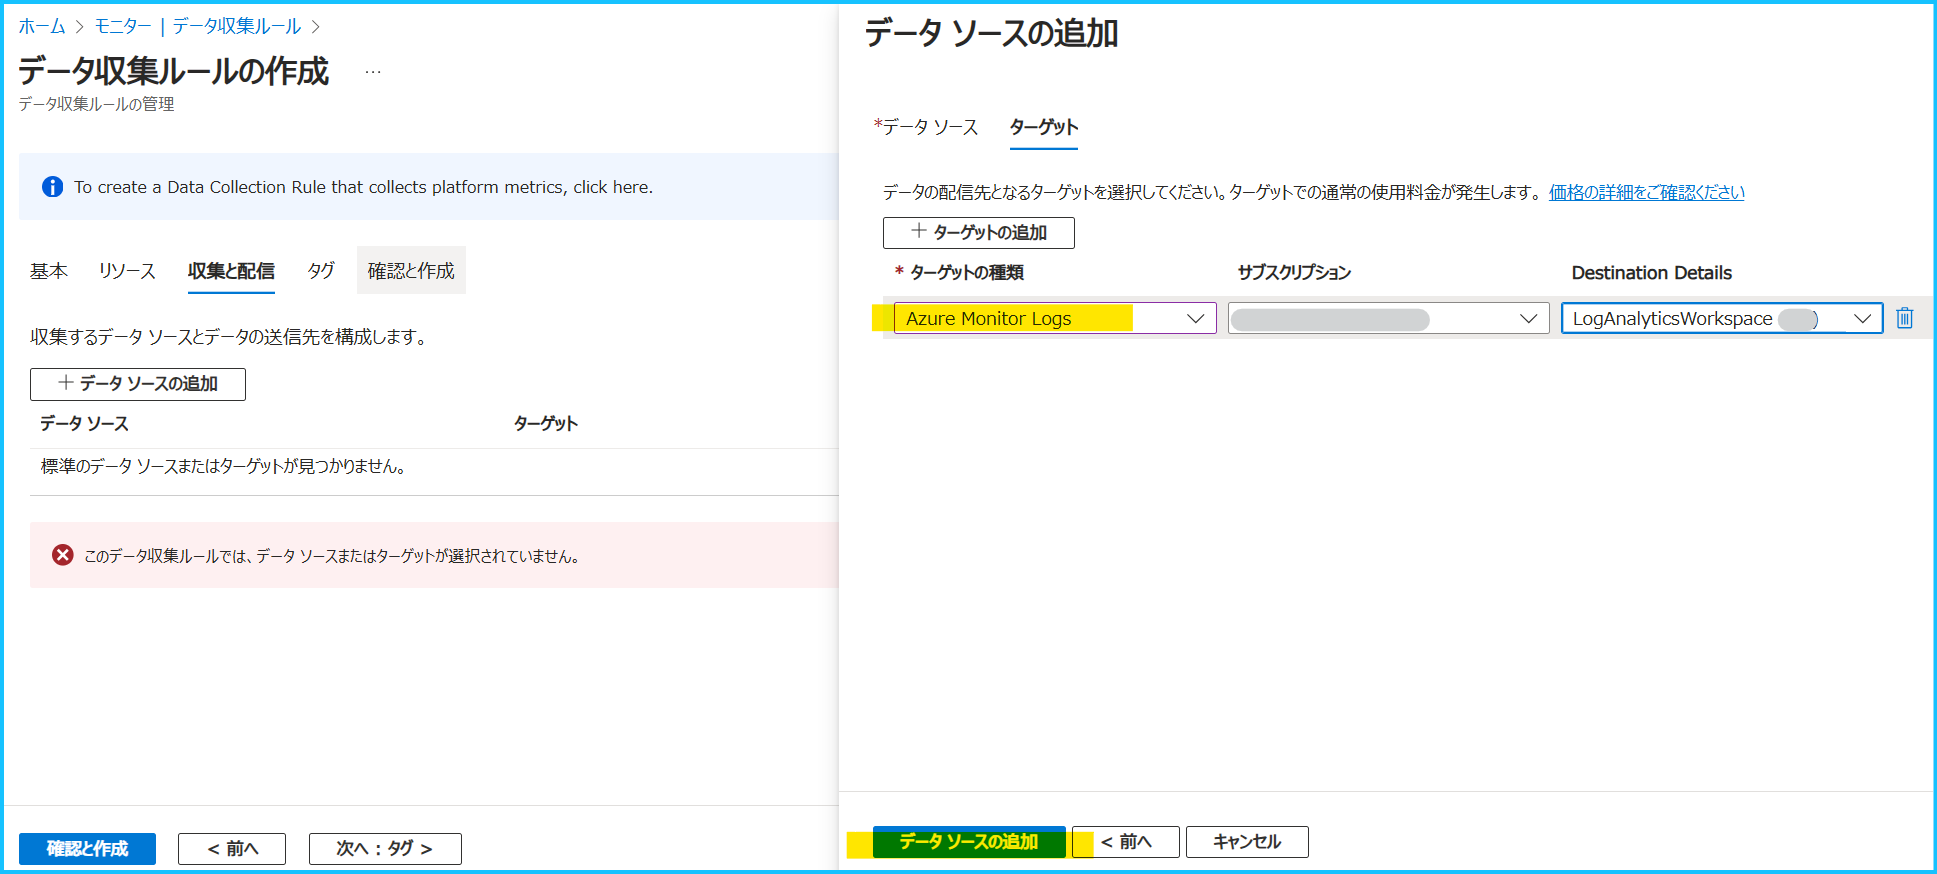 ホーム > モニター | データ収集ルール >
データ収集ルールの作成 …
データ収集ルールの管理
To create a Data Collection Rule that collects platform metrics, click here.
基本 リソース 収集と配信 タグ 確認と作成
収集するデータ ソースとデータの送信先を構成します。
＋ データ ソースの追加
データ ソース ターゲット
標準のデータ ソースまたはターゲットが見つかりません。
このデータ収集ルールでは、データ ソースまたはターゲットが選択されていません。
確認と作成 < 前へ 次へ : タグ >
データ ソースの追加
*データ ソース ターゲット
データの配信先となるターゲットを選択してください。ターゲットでの通常の使用料金が発生します。 価格の詳細をご確認ください
＋ ターゲットの追加
* ターゲットの種類 サブスクリプション Destination Details
Azure Monitor Logs LogAnalyticsWorkspace )
データ ソースの追加 < 前へ キャンセル